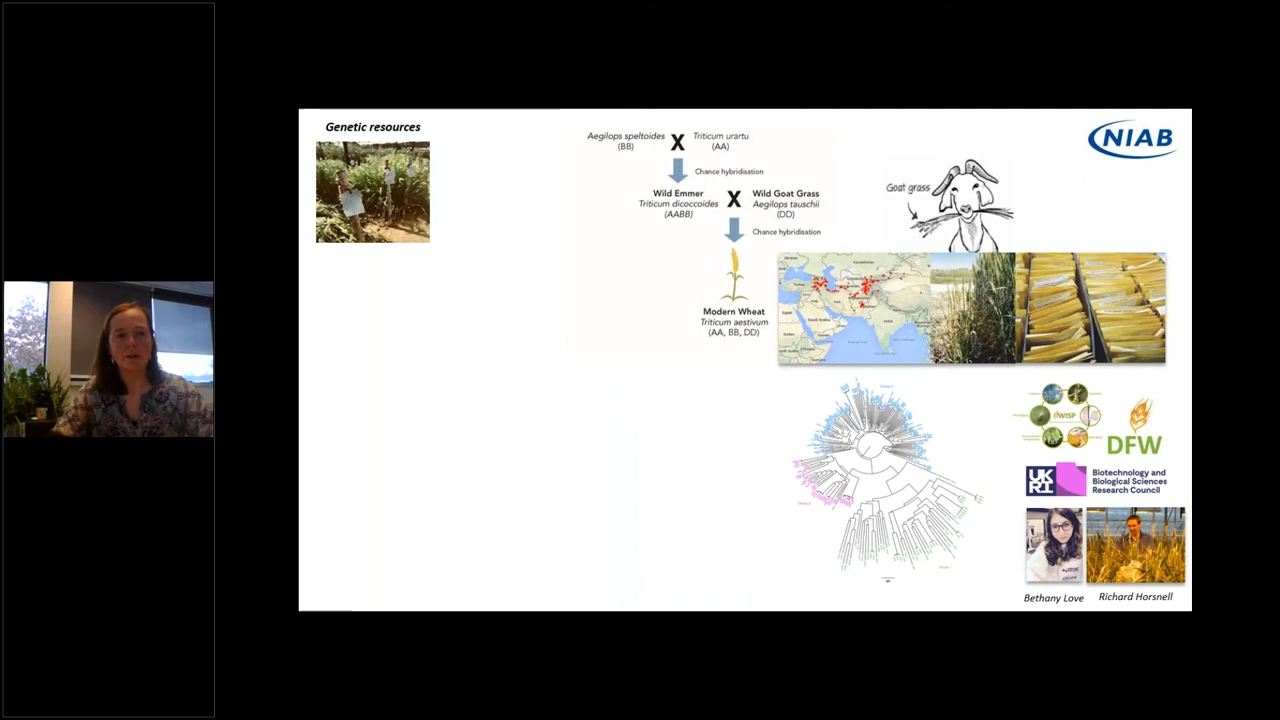 Genetic resources
Aegilops speltoides
(BB)
X
Triticum urartu
(AA)
Chance hybridisation
Wild Emmer
Triticum dicoccoides
(AABB)
X
Wild Goat Grass
Aegilops tauschii
(DD)
Chance hybridisation
Modern Wheat
Triticum aestivum
(AA, BB, DD)
Goat grass
NIAB
WISP
DFW
UK
RI
Biotechnology and
Biological Sciences
Research Council
Bethany Love
Richard Horsnell